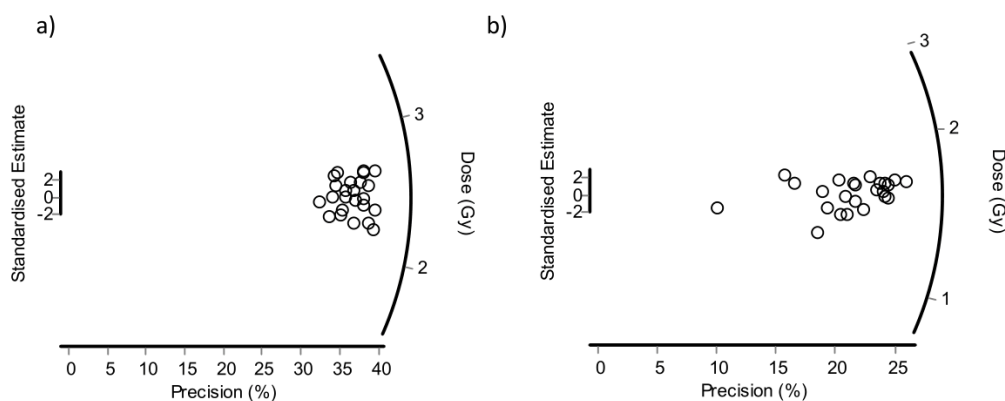 a)
Standardised Estimate
2
0
-2
3
2
Dose (Gy)
0 5 10 15 20 25 30 35 40
Precision (%)
b)
Standardised Estimate
2
0
-2
3
2
1
Dose (Gy)
0 5 10 15 20 25
Precision (%)